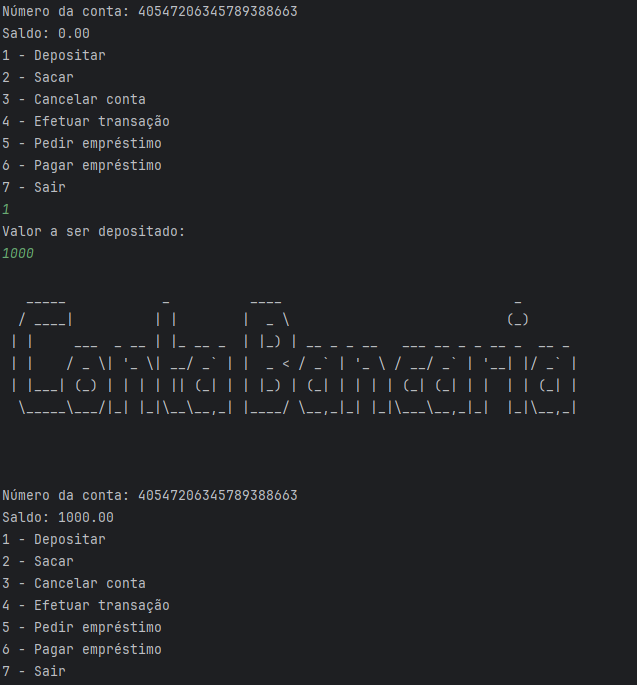 Número da conta: 40547206345789388663
Saldo: 0.00
1 - Depositar
2 - Sacar
3 - Cancelar conta
4 - Efetuar transação
5 - Pedir empréstimo
6 - Pagar empréstimo
7 - Sair
1
Valor a ser depositado:
1000
Conta Bancaria
Número da conta: 40547206345789388663
Saldo: 1000.00
1 - Depositar
2 - Sacar
3 - Cancelar conta
4 - Efetuar transação
5 - Pedir empréstimo
6 - Pagar empréstimo
7 - Sair